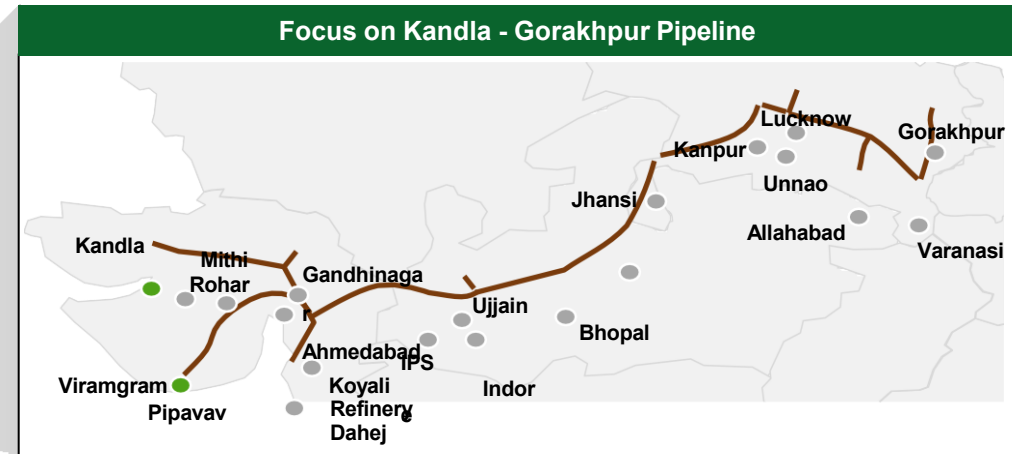 Focus on Kandla - Gorakhpur Pipeline
Lucknow
Gorakhpur
Kanpur
Unnao
Jhansi
Allahabad
Varanasi
Kandla
Mithi
Rohar
Gandhinaga
r
Ujjain
Bhopal
Ahmedabad
IPS
Viramgram
Pipavav
Koyali
Refinery
Dahej
Indor
e